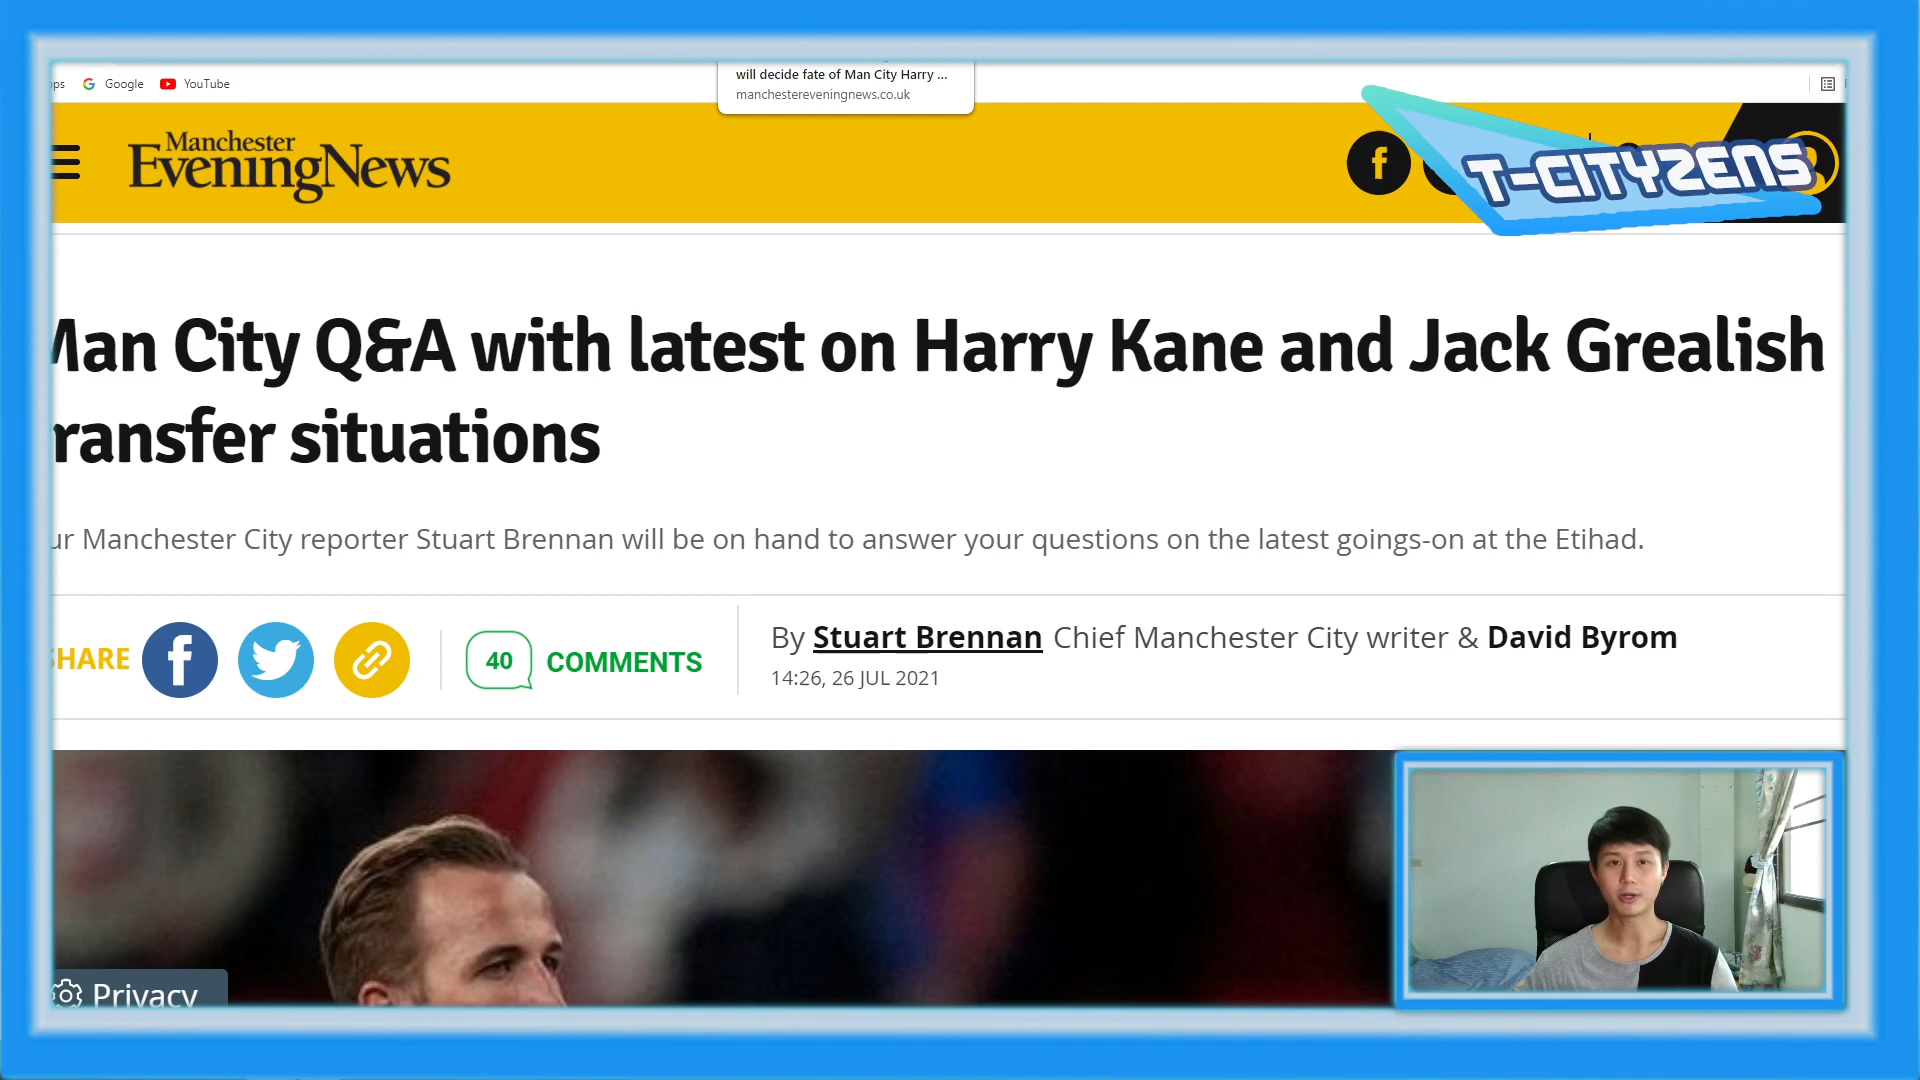 Google
YouTube
will decide fate of Man City Harry ...
manchestereveningnews.co.uk
Manchester
EveningNews
T-CITYZENS
Man City Q&A with latest on Harry Kane and Jack Grealish
ransfer situations
ur Manchester City reporter Stuart Brennan will be on hand to answer your questions on the latest goings-on at the Etihad.
SHARE
40 COMMENTS
By Stuart Brennan Chief Manchester City writer & David Byrom
14:26, 26 JUL 2021
Privacy